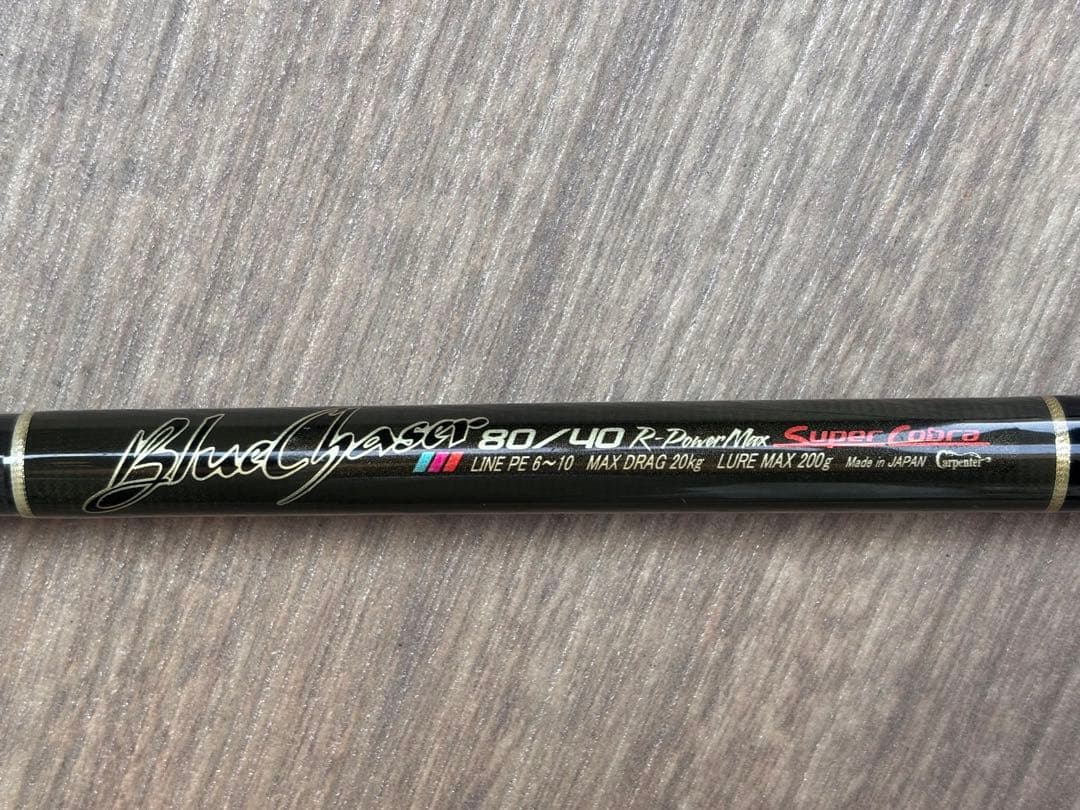 BlueChaser 80/40 R-PowerMax Super Cobra
LINE PE 6~10 MAX DRAG 20kg LURE MAX 200g Made in JAPAN Carpenter